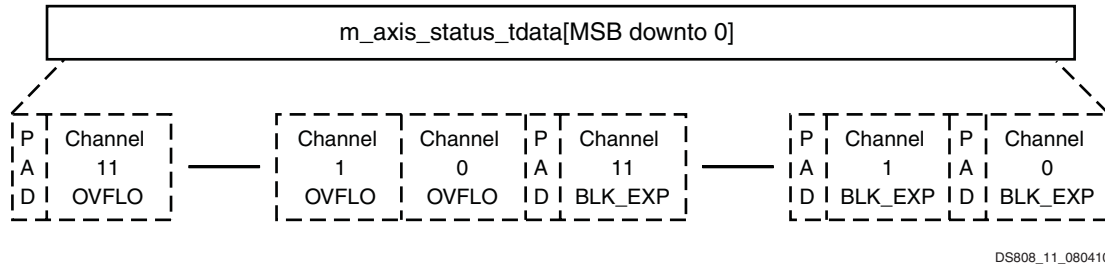 m_axis_status_tdata[MSB downto 0]
P Channel Channel Channel P Channel P Channel P Channel
A 11 1 0 A 11 A 1 A 0
D OVFLO OVFLO OVFLO D BLK_EXP D BLK_EXP D BLK_EXP
DS808_11_080410